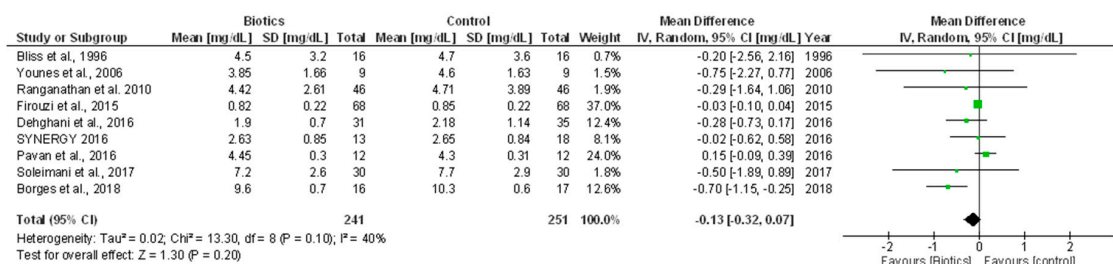 Biotics Control Mean Difference Mean Difference
Study or Subgroup Mean [mg/dL] SD [mg/dL] Total Mean [mg/dL] SD [mg/dL] Total Weight IV, Random, 95% CI [mg/dL] Year IV, Random, 95% CI [mg/dL]
Bliss et al., 1996 4.5 3.2 16 4.7 3.6 16 0.7% -0.20 [-2.56, 2.16] 1996
Younes et al., 2006 3.85 1.66 9 4.6 1.63 9 1.5% -0.75 [-2.27, 0.77] 2006
Ranganathan et al. 2010 4.42 2.61 46 4.71 3.89 46 1.9% -0.29 [-1.64, 1.06] 2010
Firouzi et al., 2015 0.82 0.22 68 0.85 0.22 68 37.0% -0.03 [-0.10, 0.04] 2015
Dehghani et al., 2016 1.9 0.7 31 2.18 1.14 35 12.4% -0.28 [-0.73, 0.17] 2016
SYNERGY 2016 2.63 0.85 13 2.65 0.84 18 8.1% -0.02 [-0.62, 0.58] 2016
Pavan et al., 2016 4.45 0.3 12 4.3 0.31 12 24.0% 0.15 [-0.09, 0.39] 2016
Soleimani et al., 2017 7.2 2.6 30 7.7 2.9 30 1.8% -0.50 [-1.89, 0.89] 2017
Borges et al., 2018 9.6 0.7 16 10.3 0.6 17 12.6% -0.70 [-1.15, -0.25] 2018
Total (95% CI) 241 251 100.0% -0.13 [-0.32, 0.07]
Heterogeneity: Tau² = 0.02; Chi² = 13.30, df = 8 (P = 0.10); I² = 40%
Test for overall effect: Z = 1.30 (P = 0.20)
-2 -1 0 1 2
Favours [Biotics] Favours [control]